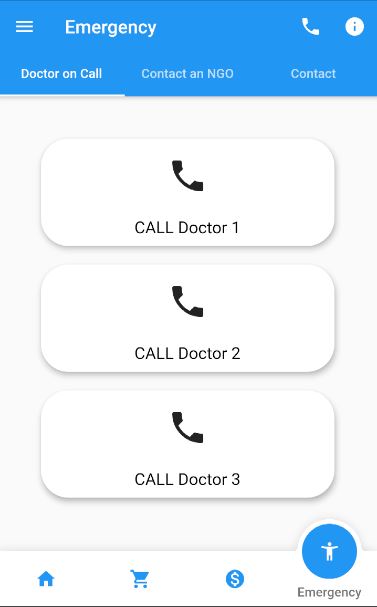 Emergency
Doctor on Call Contact an NGO Contact
CALL Doctor 1
CALL Doctor 2
CALL Doctor 3
Emergency